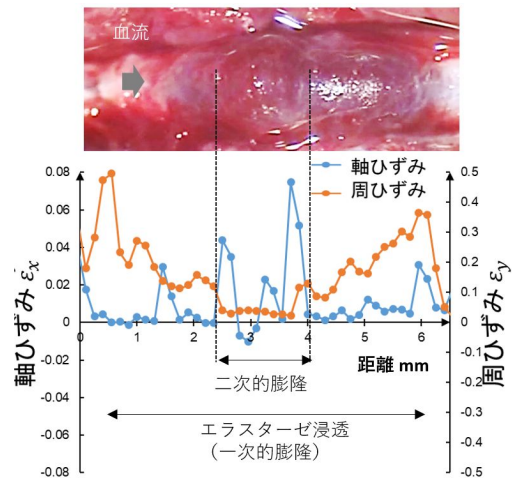 血流
軸ひずみ
周ひずみ
0.08
0.06
0.04
0.02
0
-0.02
-0.04
-0.06
-0.08
軸ひずみ εx
0.5
0.4
0.3
0.2
0.1
0
-0.1
-0.2
-0.3
-0.4
-0.5
周ひずみ εy
0 1 2 3 4 5 6
距離 mm
二次的膨隆
エラスターゼ浸透
（一次的膨隆）